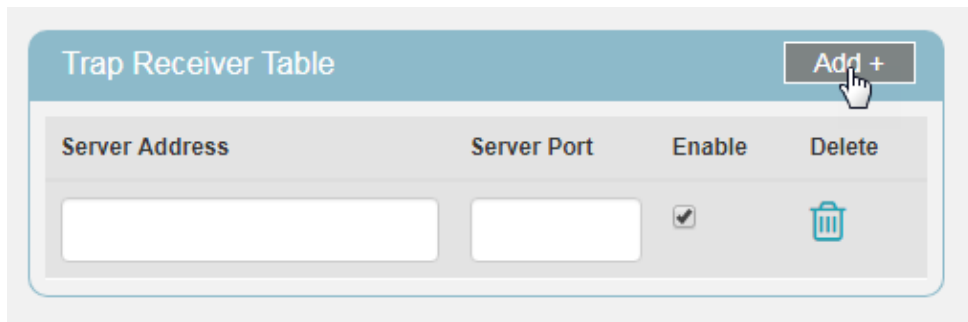 Trap Receiver Table
Add +
Server Address Server Port Enable Delete